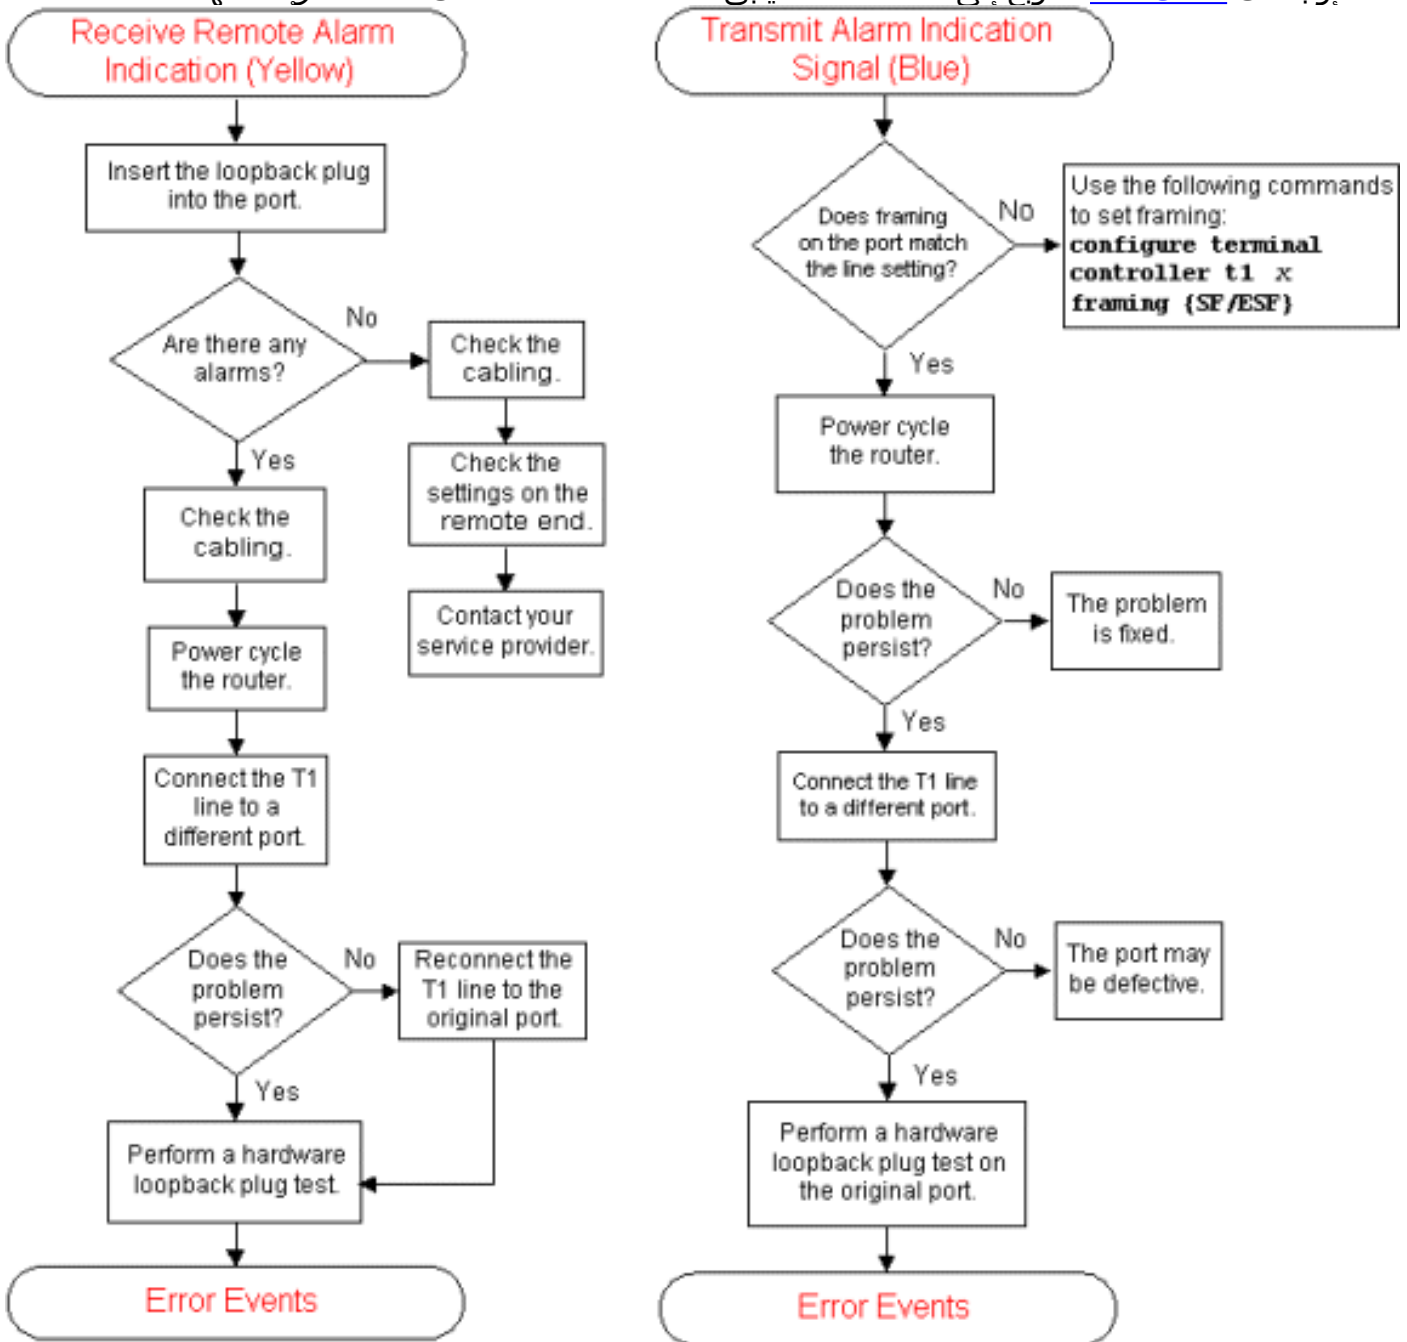 Receive Remote Alarm
Indication (Yellow)
Insert the loopback plug
into the port.
Are there any
alarms?
No
Check the
cabling.
Check the
settings on the
remote end.
Contact your
service provider.
Yes
Check the
cabling.
Power cycle
the router.
Connect the T1
line to a
different port.
Does the
problem
persist?
No
Reconnect the
T1 line to the
original port.
Yes
Perform a hardware
loopback plug test.
Error Events
Transmit Alarm Indication
Signal (Blue)
Does framing
on the port match
the line setting?
No
Use the following commands
to set framing:
configure terminal
controller t1 x
framing {SF/ESF}
Yes
Power cycle
the router.
Does the
problem
persist?
No
The problem
is fixed.
Yes
Connect the T1 line
to a different port.
Does the
problem
persist?
No
The port may
be defective.
Yes
Perform a hardware
loopback plug test on
the original port.
Error Events